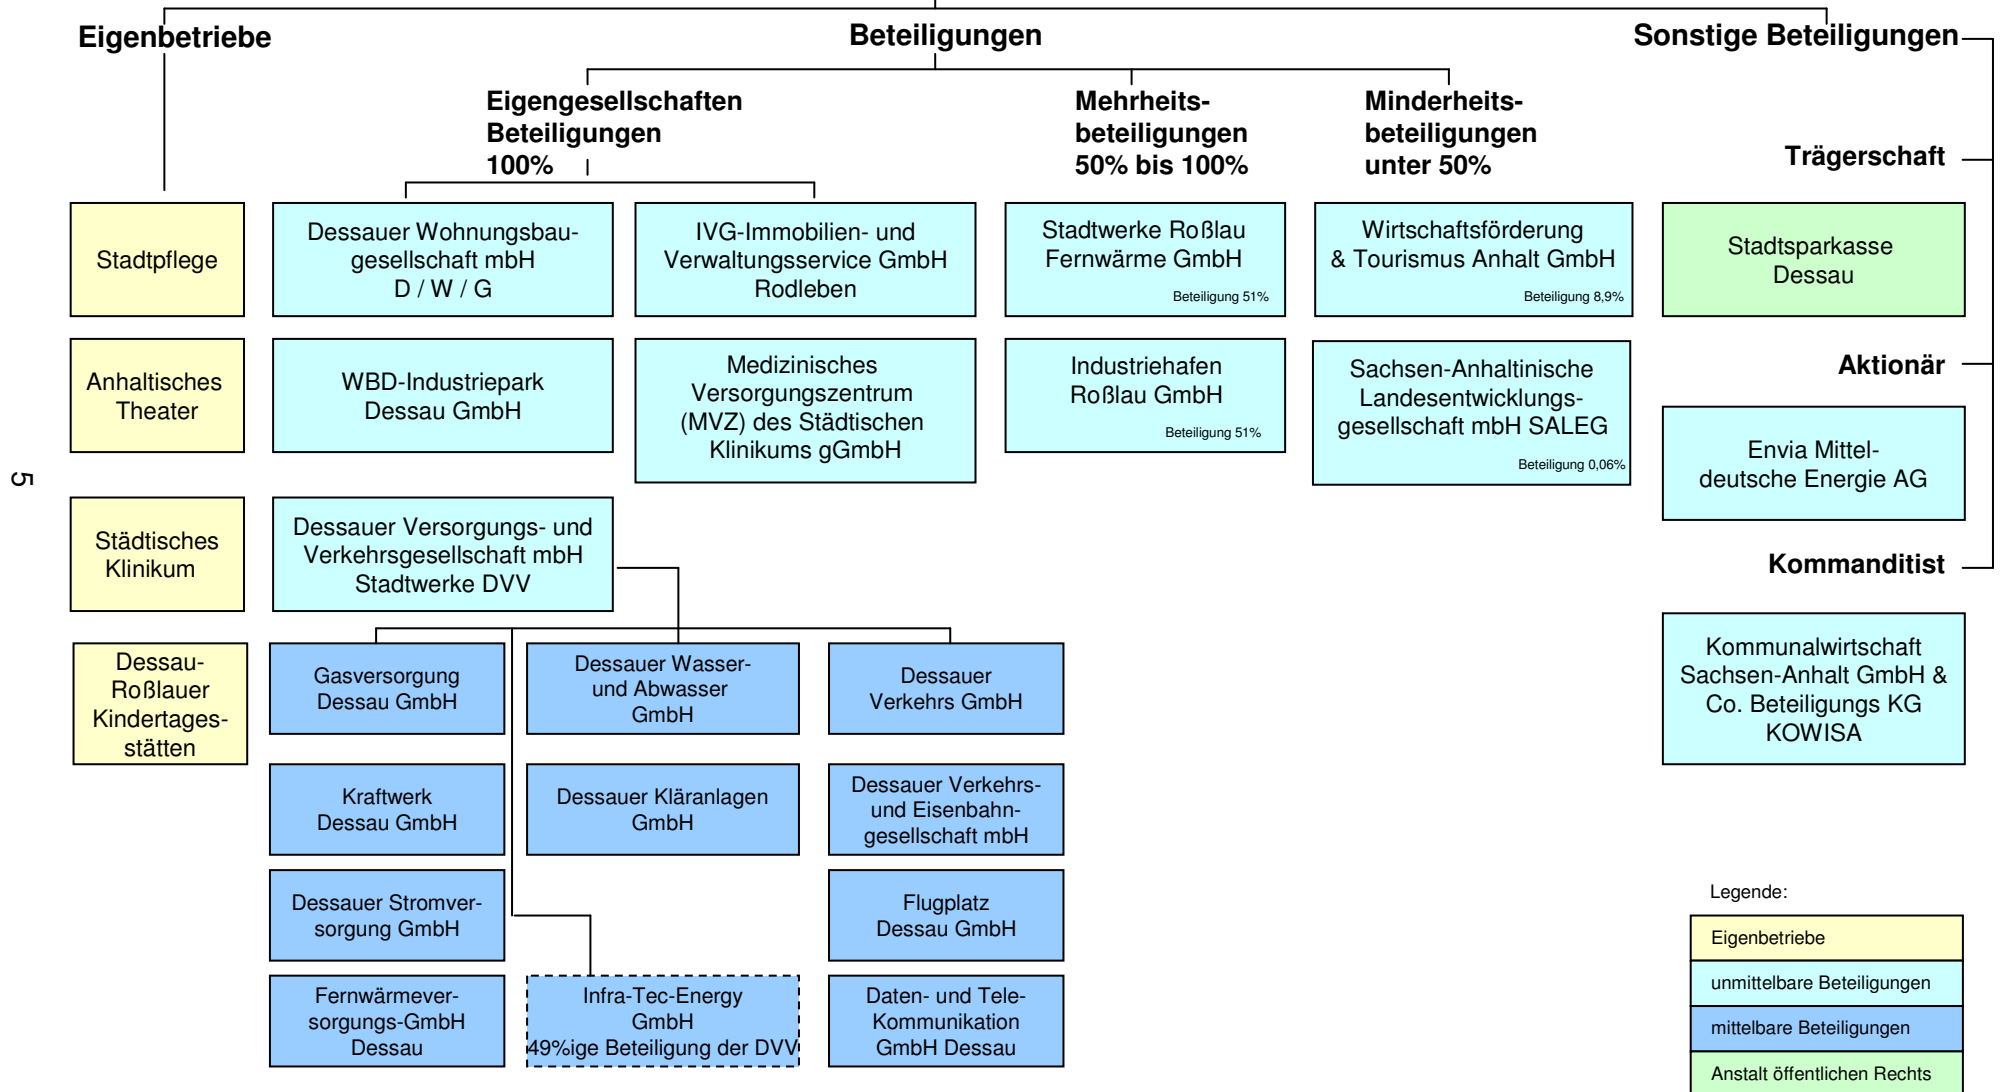 Eigenbetriebe
Beteiligungen
Sonstige Beteiligungen
Eigengesellschaften
Beteiligungen
100%
Mehrheits-
beteiligungen
50% bis 100%
Minderheits-
beteiligungen
unter 50%
Trägerschaft
Stadtpflege
Dessauer Wohnungsbau-
gesellschaft mbH
D / W / G
IVG-Immobilien- und
Verwaltungsservice GmbH
Rodleben
Stadtwerke Roßlau
Fernwärme GmbH
Beteiligung 51%
Wirtschaftsförderung
& Tourismus Anhalt GmbH
Beteiligung 8,9%
Stadtsparkasse
Dessau
Anhaltisches
Theater
WBD-Industriepark
Dessau GmbH
Medizinisches
Versorgungszentrum
(MVZ) des Städtischen
Klinikums gGmbH
Industriehafen
Roßlau GmbH
Beteiligung 51%
Sachsen-Anhaltinische
Landesentwicklungs-
gesellschaft mbH SALEG
Beteiligung 0,06%
Aktionär
Envia Mittel-
deutsche Energie AG
5
Städtisches
Klinikum
Dessauer Versorgungs- und
Verkehrsgesellschaft mbH
Stadtwerke DVV
Kommanditist
Kommunalwirtschaft
Sachsen-Anhalt GmbH &
Co. Beteiligungs KG
KOWISA
Dessau-
Roßlauer
Kindertages-
stätten
Gasversorgung
Dessau GmbH
Dessauer Wasser-
und Abwasser
GmbH
Dessauer
Verkehrs GmbH
Kraftwerk
Dessau GmbH
Dessauer Kläranlagen
GmbH
Dessauer Verkehrs-
und Eisenbahn-
gesellschaft mbH
Dessauer Stromver-
sorgung GmbH
Flugplatz
Dessau GmbH
Fernwärmever-
sorgungs-GmbH
Dessau
Infra-Tec-Energy
GmbH
49%ige Beteiligung der DVV
Daten- und Tele-
Kommunikation
GmbH Dessau
Legende:
Eigenbetriebe
unmittelbare Beteiligungen
mittelbare Beteiligungen
Anstalt öffentlichen Rechts